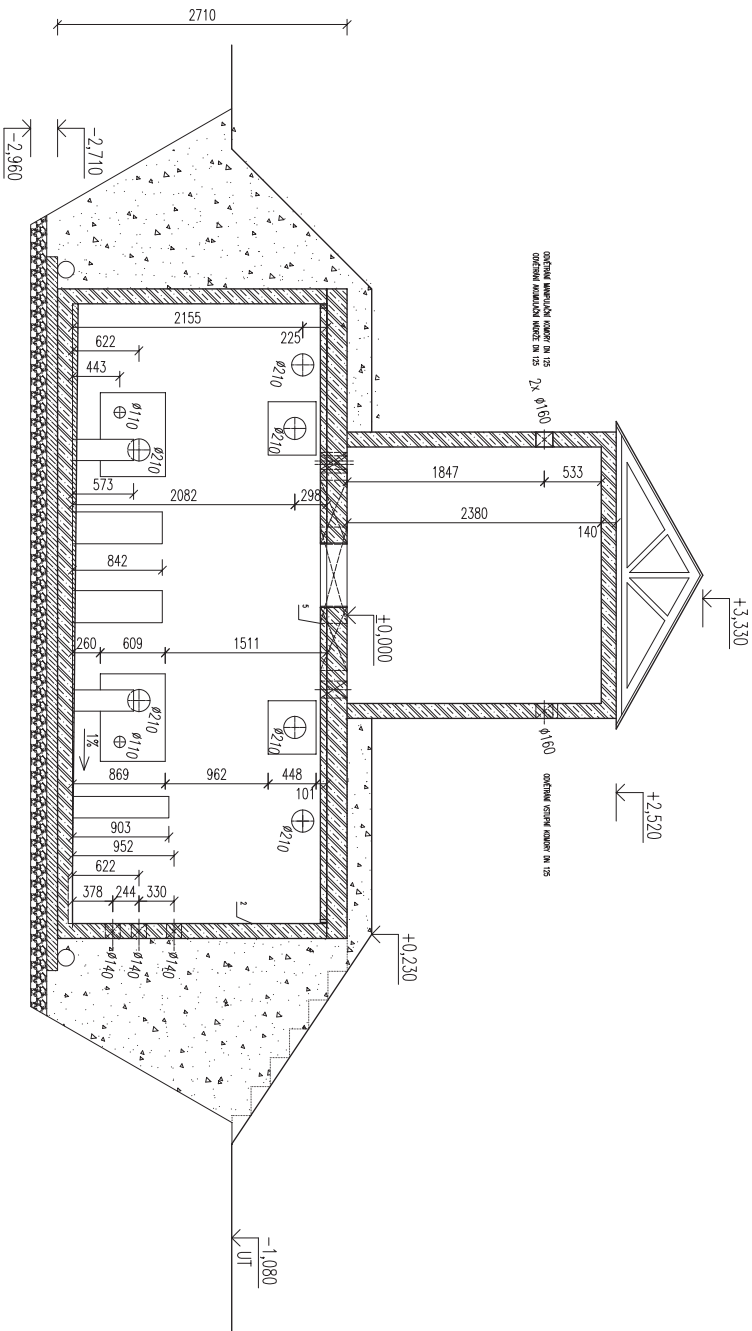 2710
-2,960
-2,710
ODVĚTRÁNÍ MANIPULAČNÍ KOMORY DN 125
ODVĚTRÁNÍ AKUMULAČNÍ NÁDRŽE DN 125
2x ø160
2155
225
622
443
ø210
ø110
ø210
ø210
573
2082
298
1847
533
2380
140
842
+3,330
5
±0,000
260
609
1511
ø210
ø110
1%
ø210
ø160
ODVĚTRÁNÍ VSTUPNÍ KOMORY DN 125
+2,520
869
962
448
101
ø210
903
952
622
378
244
330
2
ø140
ø140
ø140
+0,230
-1,080
UT